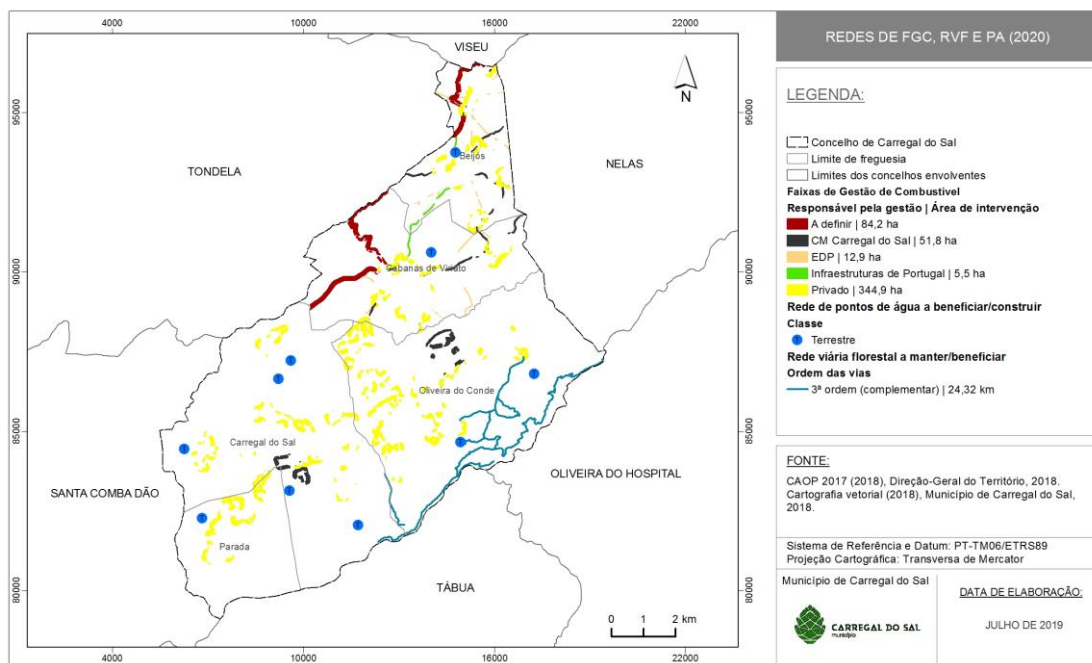 4000 10000 16000 22000
VISEU
N
95000 95000
Beijós
TONDELA
NELAS
90000 90000
Cabanas de Viriato
Oliveira do Conde
85000 85000
Carregal do Sal
OLIVEIRA DO HOSPITAL
SANTA COMBA DÃO
Parada
TÁBUA
80000 80000
0 1 2 km
4000 10000 16000 22000
REDES DE FGC, RVF E PA (2020)
LEGENDA:
Concelho de Carregal do Sal
Limite de freguesia
Limites dos concelhos envolventes
Faixas de Gestão de Combustivel
Responsável pela gestão | Área de intervenção
A definir | 84,2 ha
CM Carregal do Sal | 51,8 ha
EDP | 12,9 ha
Infraestruturas de Portugal | 5,5 ha
Privado | 344,9 ha
Rede de pontos de água a beneficiar/construir
Classe
T Terrestre
Rede viária florestal a manter/beneficiar
Ordem das vias
3ª ordem (complementar) | 24,32 km
FONTE:
CAOP 2017 (2018), Direção-Geral do Território, 2018.
Cartografia vetorial (2018), Município de Carregal do Sal,
2018.
Sistema de Referência e Datum: PT-TM06/ETRS89
Projeção Cartográfica: Transversa de Mercator
Município de Carregal do Sal
CARREGAL DO SAL
município
DATA DE ELABORAÇÃO:
JULHO DE 2019